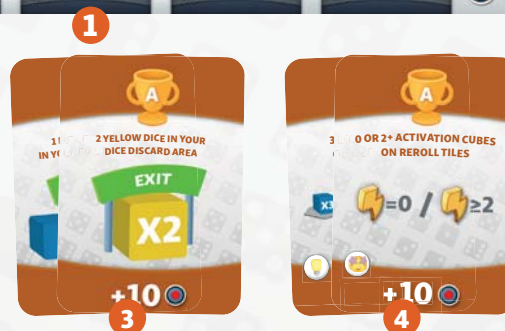 1
A
2 YELLOW DICE IN YOUR
DICE DISCARD AREA
EXIT
X2
+10
3
A
3
0 OR 2+ ACTIVATION CUBES
ON REROLL TILES
X3
=0 / ≥2
+10
4